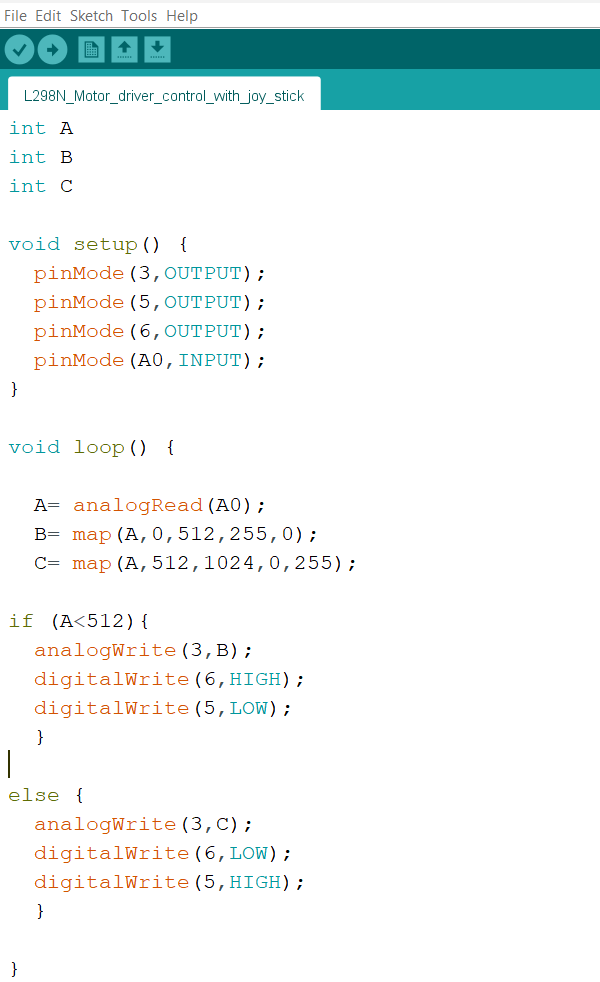 File Edit Sketch Tools Help
L298N_Motor_driver_control_with_joy_stick
int A
int B
int C
void setup() {
pinMode(3,OUTPUT);
pinMode(5,OUTPUT);
pinMode(6,OUTPUT);
pinMode(A0,INPUT);
}
void loop() {
A= analogRead(A0);
B= map(A,0,512,255,0);
C= map(A,512,1024,0,255);
if (A<512){
analogWrite(3,B);
digitalWrite(6,HIGH);
digitalWrite(5,LOW);
}
else {
analogWrite(3,C);
digitalWrite(6,LOW);
digitalWrite(5,HIGH);
}
}